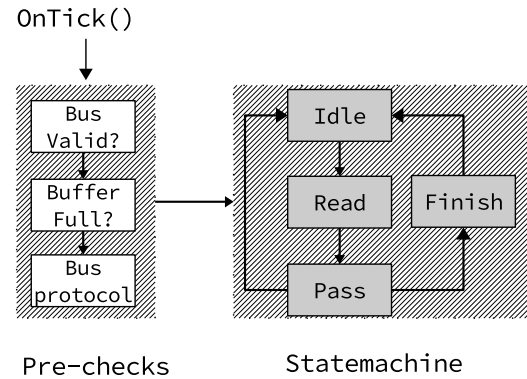 OnTick()
Bus
Valid?
Buffer
Full?
Bus
protocol
Idle
Read
Finish
Pass
Pre-checks
Statemachine